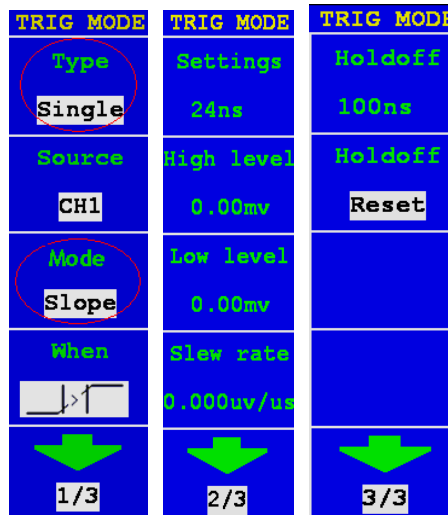 TRIG MODE
Type
Single
Source
CH1
Mode
Slope
When
1/3
TRIG MODE
Settings
24ns
High level
0.00mv
Low level
0.00mv
Slew rate
0.000uv/us
2/3
TRIG MODE
Holdoff
100ns
Holdoff
Reset
3/3